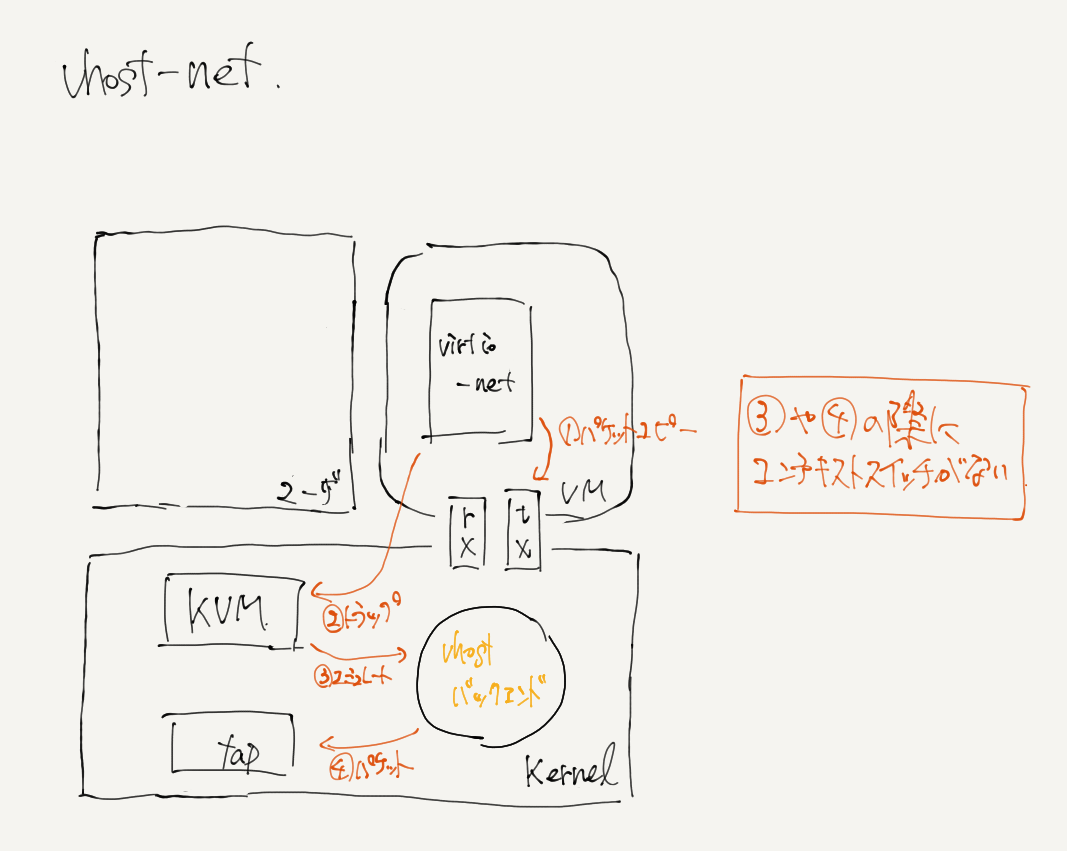 vhost-net.
virtio
-net
①パケットコピー
ユーザ
VM
rx
tx
③や④の際に
コンテキストスイッチがない
KVM
②トラップ
③エミュレート
vhost
バックエンド
tap
④パケット
Kernel